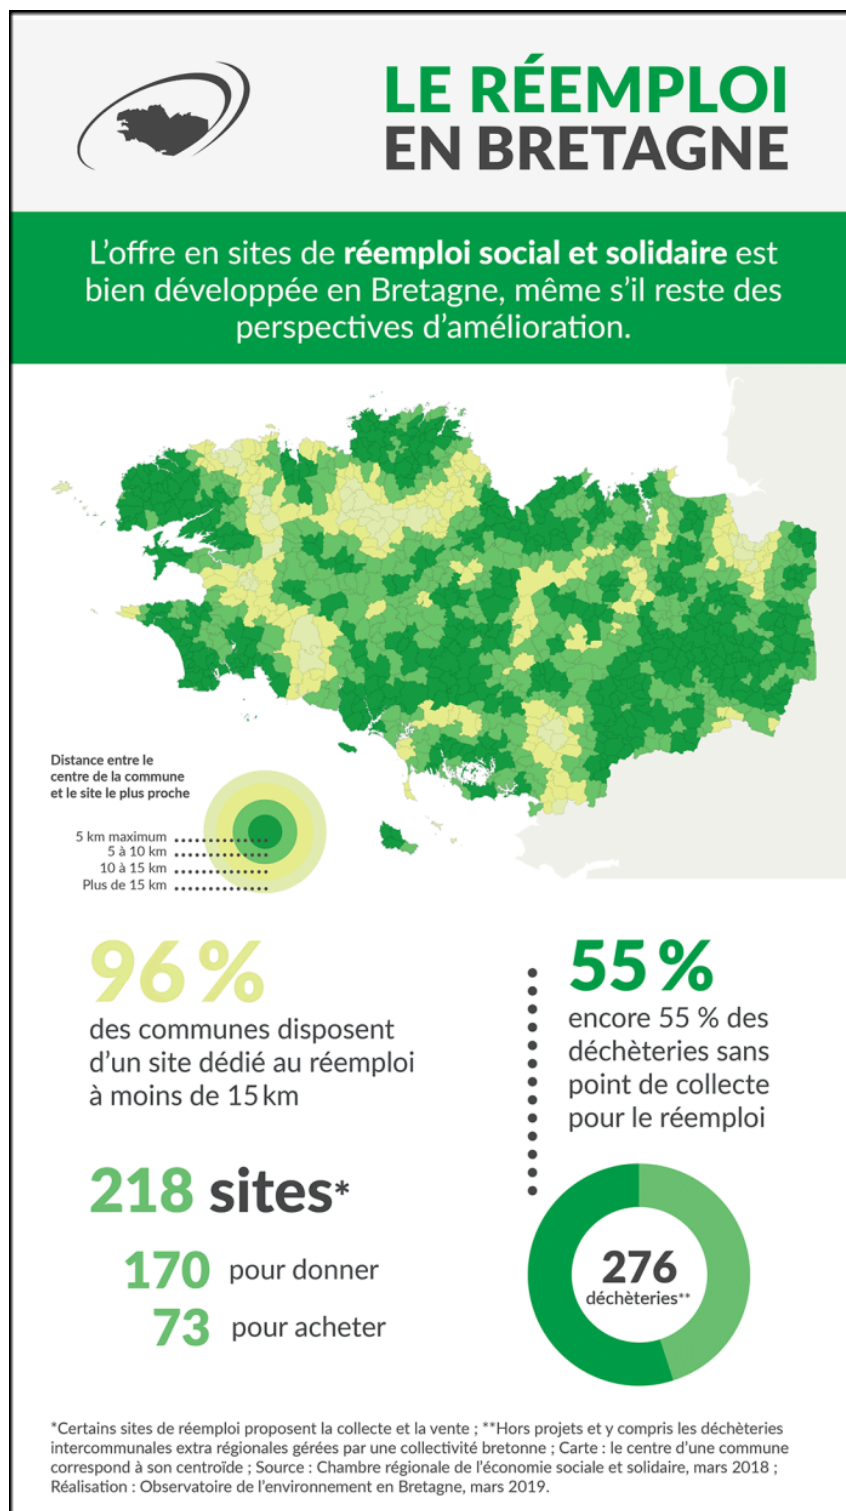 LE RÉEMPLOI
EN BRETAGNE
L'offre en sites de réemploi social et solidaire est
bien développée en Bretagne, même s'il reste des
perspectives d'amélioration.
Distance entre le
centre de la commune
et le site le plus proche
5 km maximum
5 à 10 km
10 à 15 km
Plus de 15 km
96 %
des communes disposent
d'un site dédié au réemploi
à moins de 15 km
55 %
encore 55 % des
déchèteries sans
point de collecte
pour le réemploi
218 sites*
170 pour donner
73 pour acheter
276
déchèteries**
*Certains sites de réemploi proposent la collecte et la vente ; **Hors projets et y compris les déchèteries
intercommunales extra régionales gérées par une collectivité bretonne ; Carte : le centre d'une commune
correspond à son centroïde ; Source : Chambre régionale de l'économie sociale et solidaire, mars 2018 ;
Réalisation : Observatoire de l'environnement en Bretagne, mars 2019.